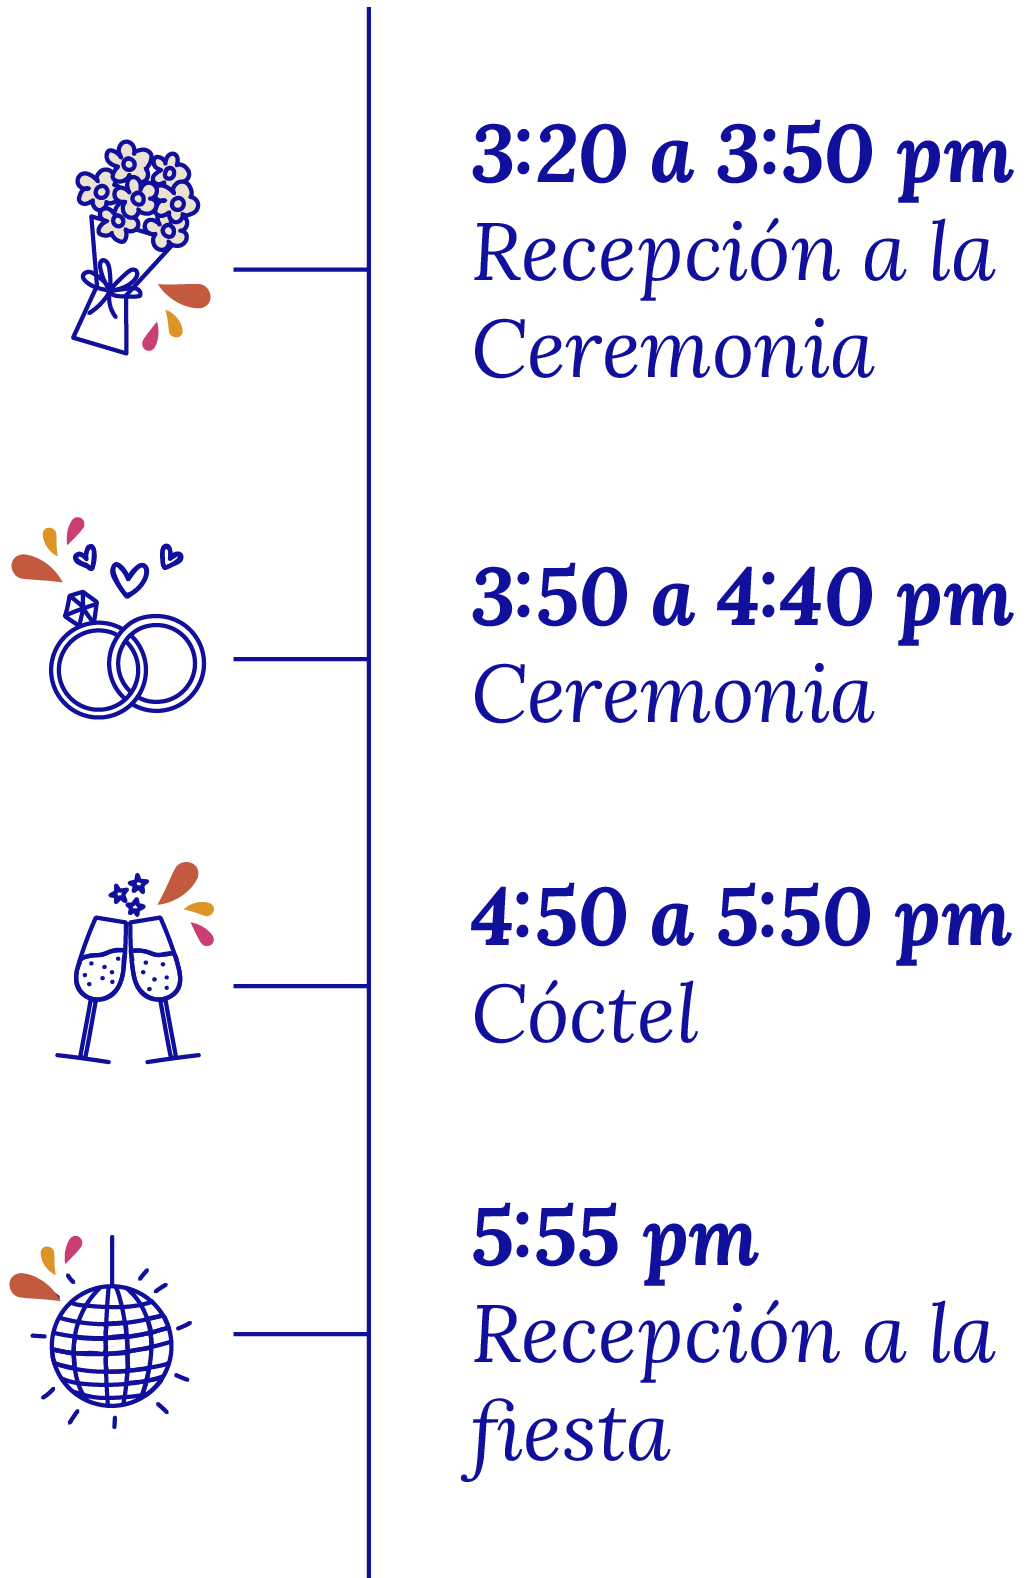 3:20 a 3:50 pm
Recepción a la
Ceremonia
3:50 a 4:40 pm
Ceremonia
4:50 a 5:50 pm
Cóctel
5:55 pm
Recepción a la
fiesta